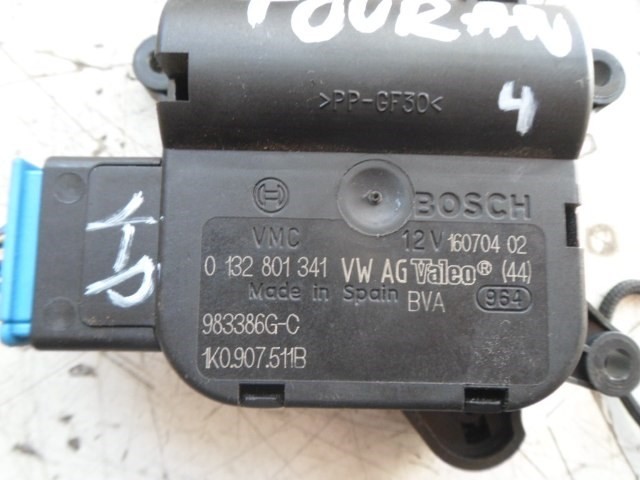 TOURAN
4
>PP-GF30<
BOSCH
VMC 12V 160704 02
0 132 801 341 VW AG Valeo® (44)
Made in Spain BVA 964
983386G-C
1K0.907.511B